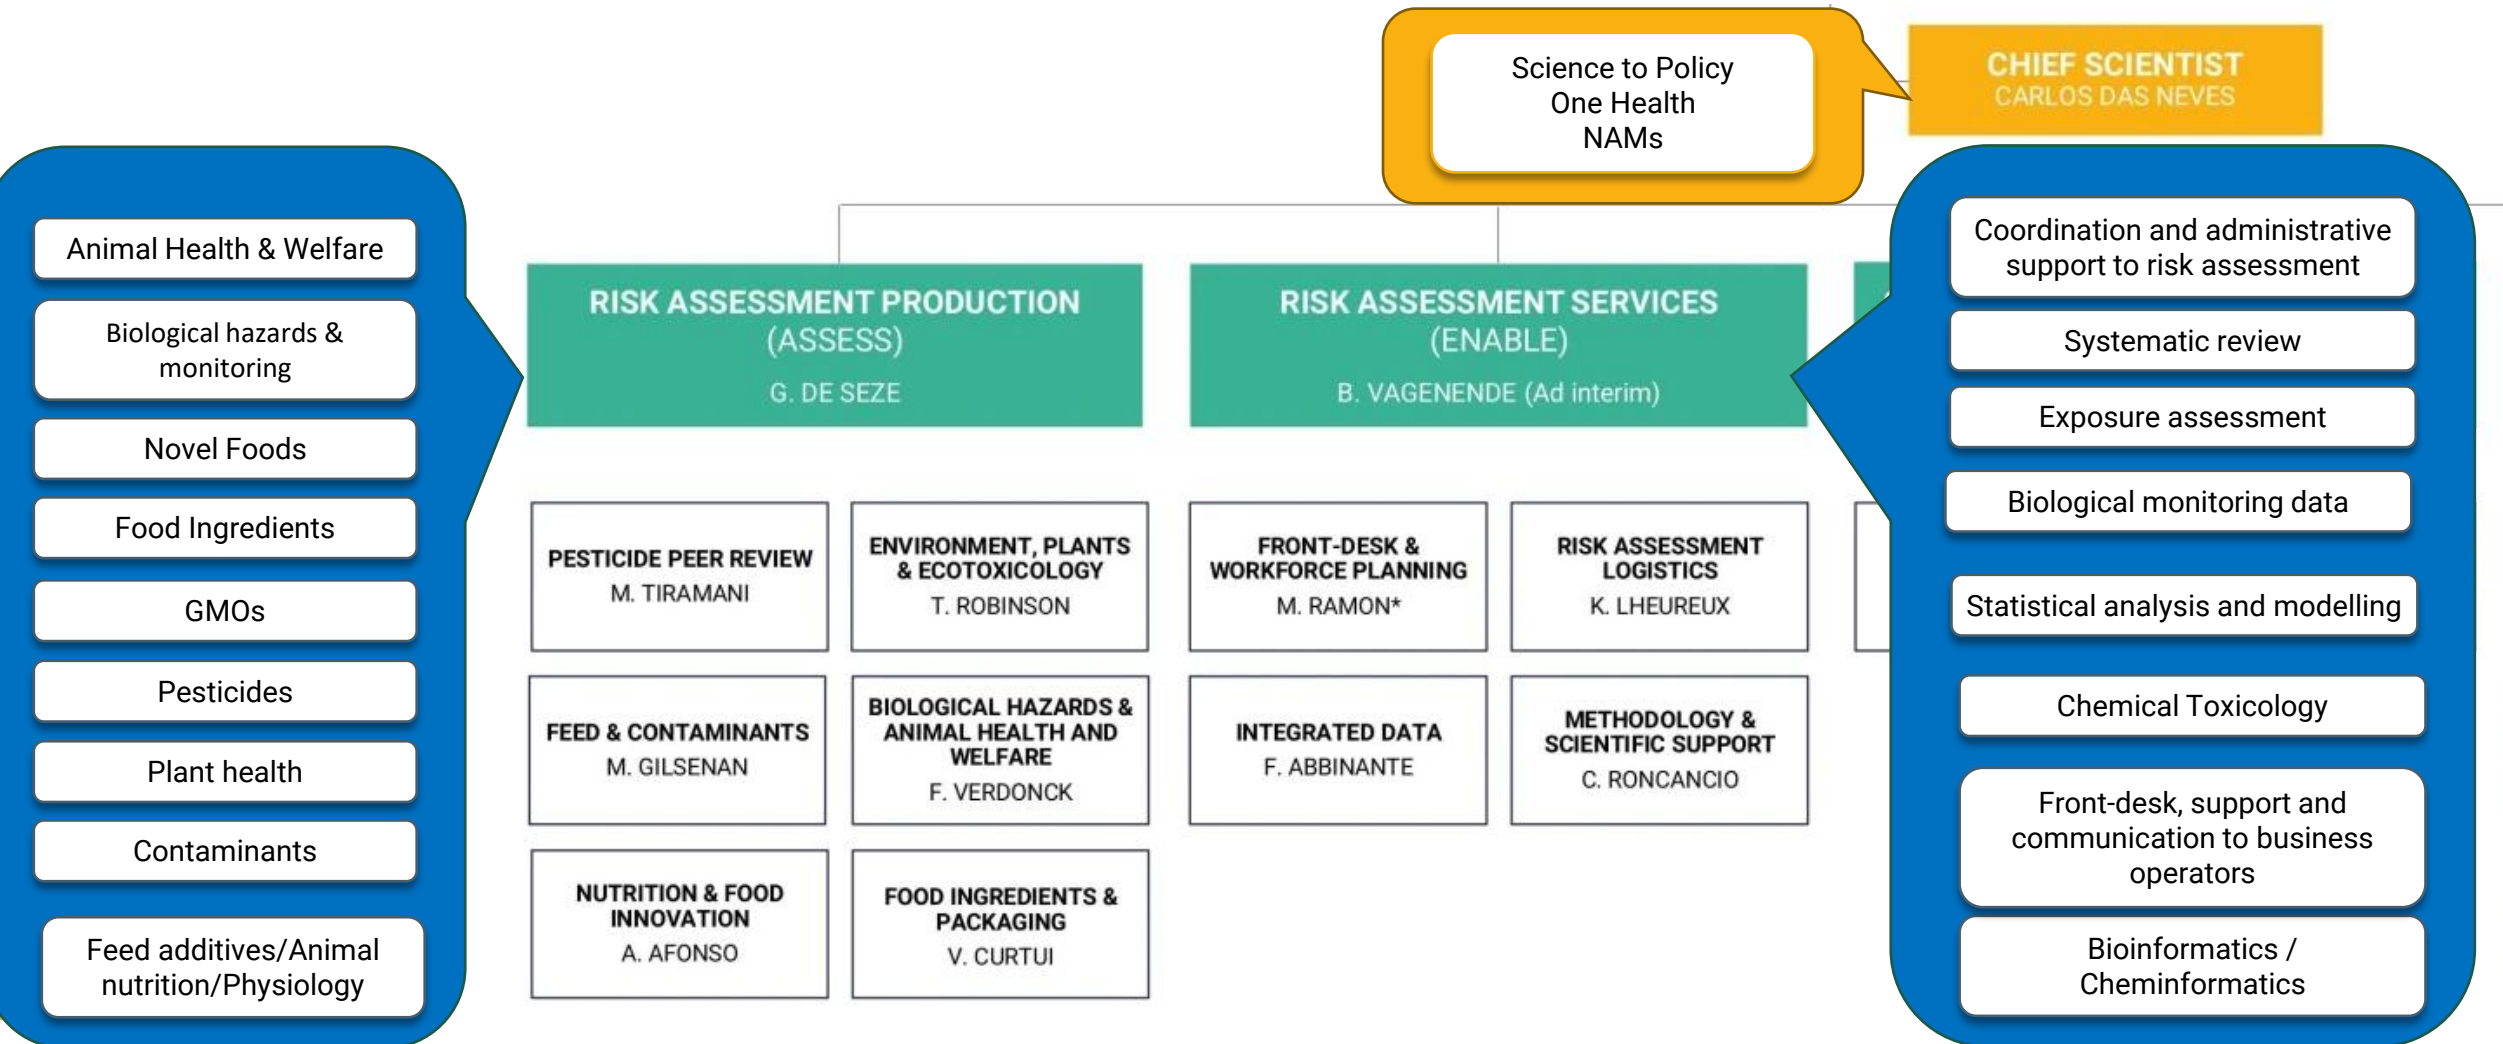 Science to Policy
One Health
NAMs
CHIEF SCIENTIST
CARLOS DAS NEVES
Animal Health & Welfare
Biological hazards &
monitoring
Novel Foods
Food Ingredients
GMOs
Pesticides
Plant health
Contaminants
Feed additives/Animal
nutrition/Physiology
RISK ASSESSMENT PRODUCTION
(ASSESS)
G. DE SEZE
PESTICIDE PEER REVIEW
M. TIRAMANI
ENVIRONMENT, PLANTS
& ECOTOXICOLOGY
T. ROBINSON
FEED & CONTAMINANTS
M. GILSENAN
BIOLOGICAL HAZARDS &
ANIMAL HEALTH AND
WELFARE
F. VERDONCK
NUTRITION & FOOD
INNOVATION
A. AFONSO
FOOD INGREDIENTS &
PACKAGING
V. CURTUI
RISK ASSESSMENT SERVICES
(ENABLE)
B. VAGENENDE (Ad interim)
FRONT-DESK &
WORKFORCE PLANNING
M. RAMON*
RISK ASSESSMENT
LOGISTICS
K. LHEUREUX
INTEGRATED DATA
F. ABBINANTE
METHODOLOGY &
SCIENTIFIC SUPPORT
C. RONCANCIO
Coordination and administrative
support to risk assessment
Systematic review
Exposure assessment
Biological monitoring data
Statistical analysis and modelling
Chemical Toxicology
Front-desk, support and
communication to business
operators
Bioinformatics /
Cheminformatics